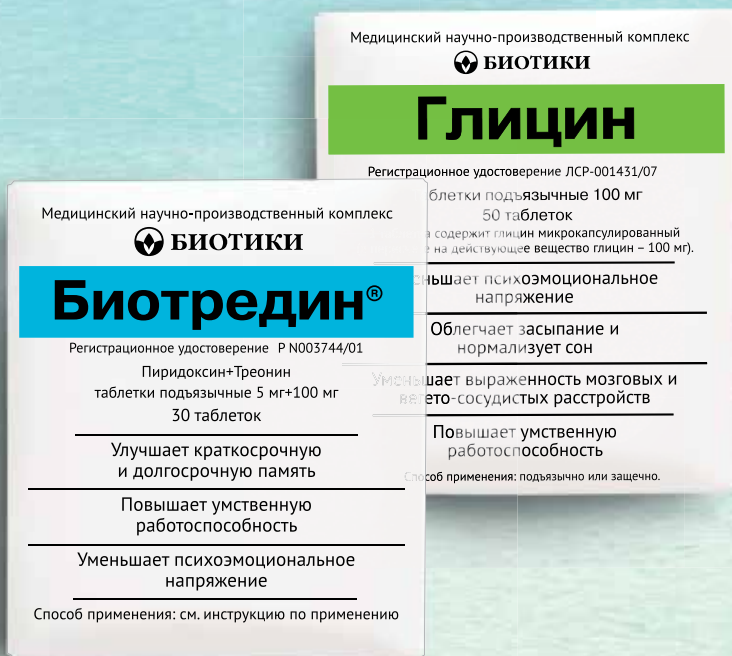 Медицинский научно-производственный комплекс
БИОТИКИ
Глицин
Регистрационное удостоверение ЛСР-001431/07
подъязычные 100 мг
50 таблеток
содержит глицин микрокапсулированный
на действующее вещество глицин – 100 мг).
психоэмоциональное
напряжение
Облегчает засыпание и
нормализует сон
Уменьшает выраженность мозговых и
вегето-сосудистых расстройств
Повышает умственную
работоспособность
Способ применения: подъязычно или защечно.
Медицинский научно-производственный комплекс
БИОТИКИ
Биотредин®
Регистрационное удостоверение Р N003744/01
Пиридоксин+Треонин
таблетки подъязычные 5 мг+100 мг
30 таблеток
Улучшает краткосрочную
и долгосрочную память
Повышает умственную
работоспособность
Уменьшает психоэмоциональное
напряжение
Способ применения: см. инструкцию по применению